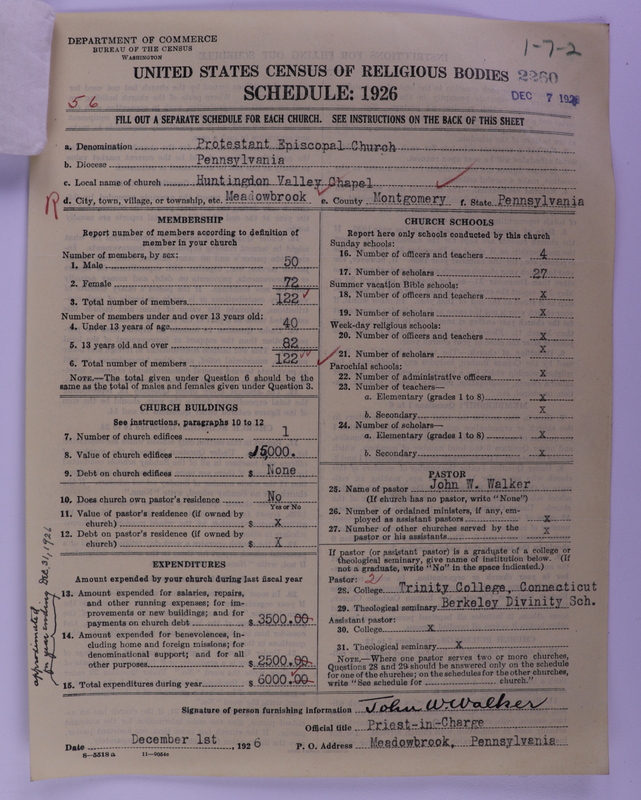 DEPARTMENT OF COMMERCE
BUREAU OF THE CENSUS
WASHINGTON
1-7-2
UNITED STATES CENSUS OF RELIGIOUS BODIES 2260
SCHEDULE: 1926
DEC 7 192
56
FILL OUT A SEPARATE SCHEDULE FOR EACH CHURCH. SEE INSTRUCTIONS ON THE BACK OF THIS SHEET
a. Denomination Protestant Episcopal Church
b. Diocese Pennsylvania
c. Local name of church Huntingdon Valley Chapel
R d. City, town, village, or township, etc. Meadowbrook e. County Montgomery f. State Pennsylvania
MEMBERSHIP
Report number of members according to definition of
member in your church
Number of members, by sex:
1. Male 50
2. Female 72
3. Total number of members 122
Number of members under and over 13 years old:
4. Under 13 years of age 40
5. 13 years old and over 82
6. Total number of members 122
NOTE.—The total given under Question 6 should be the
same as the total of males and females given under Question 3.
CHURCH BUILDINGS
See instructions, paragraphs 10 to 12
7. Number of church edifices 1
8. Value of church edifices $15,000.
9. Debt on church edifices $ None
10. Does church own pastor's residence No
Yes or No
11. Value of pastor's residence (if owned by
church) $ X
12. Debt on pastor's residence (if owned by
church) $ X
EXPENDITURES
Amount expended by your church during last fiscal year
approximated for year ending Dec. 31, 1926
13. Amount expended for salaries, repairs,
and other running expenses; for im-
provements or new buildings; and for
payments on church debt $ 3500.00
14. Amount expended for benevolences, in-
cluding home and foreign missions; for
denominational support; and for all
other purposes $ 2500.00
15. Total expenditures during year $ 6000.00
CHURCH SCHOOLS
Report here only schools conducted by this church
Sunday schools:
16. Number of officers and teachers 4
17. Number of scholars 27
Summer vacation Bible schools:
18. Number of officers and teachers X
19. Number of scholars X
Week-day religious schools:
20. Number of officers and teachers X
21. Number of scholars X
Parochial schools:
22. Number of administrative officers X
23. Number of teachers—
a. Elementary (grades 1 to 8) X
b. Secondary X
24. Number of scholars—
a. Elementary (grades 1 to 8) X
b. Secondary X
PASTOR
25. Name of pastor John W. Walker
(If church has no pastor, write "None")
26. Number of ordained ministers, if any, em-
ployed as assistant pastors X
27. Number of other churches served by the
pastor or his assistants X
If pastor (or assistant pastor) is a graduate of a college or
theological seminary, give name of institution below. (If
not a graduate, write "No" in the space indicated.)
Pastor: 2
28. College Trinity College, Connecticut
29. Theological seminary Berkeley Divinity Sch.
Assistant pastor:
30. College X
31. Theological seminary X
NOTE.—Where one pastor serves two or more churches,
Questions 28 and 29 should be answered only on the schedule
for one of the churches; on the schedules for the other churches,
write "See schedule for church."
Signature of person furnishing information John W Walker
Official title Priest-in-Charge
Date December 1st, 1926 P. O. Address Meadowbrook, Pennsylvania